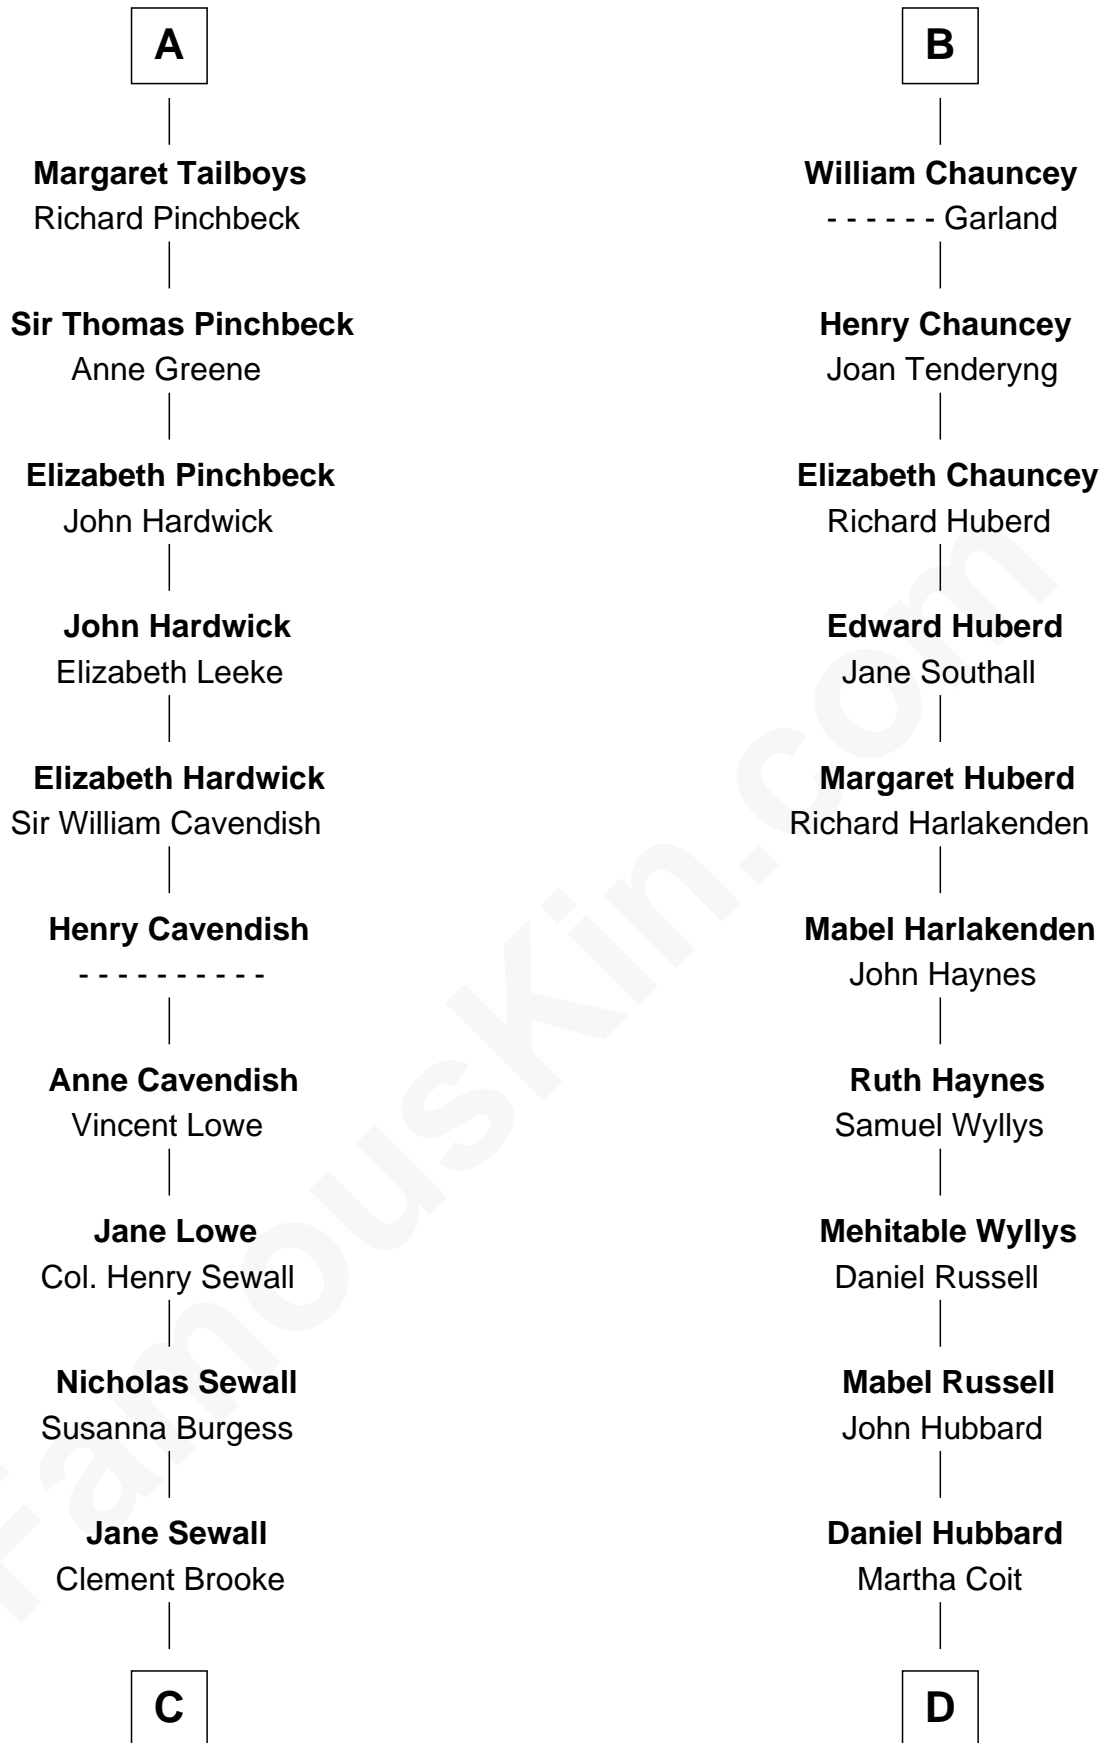 A
Margaret Tailboys
Richard Pinchbeck
Sir Thomas Pinchbeck
Anne Greene
Elizabeth Pinchbeck
John Hardwick
John Hardwick
Elizabeth Leeke
Elizabeth Hardwick
Sir William Cavendish
Henry Cavendish
- - - - - - - - - -
Anne Cavendish
Vincent Lowe
Jane Lowe
Col. Henry Sewall
Nicholas Sewall
Susanna Burgess
Jane Sewall
Clement Brooke
C
B
William Chauncey
- - - - - - Garland
Henry Chauncey
Joan Tenderyng
Elizabeth Chauncey
Richard Huberd
Edward Huberd
Jane Southall
Margaret Huberd
Richard Harlakenden
Mabel Harlakenden
John Haynes
Ruth Haynes
Samuel Wyllys
Mehitable Wyllys
Daniel Russell
Mabel Russell
John Hubbard
Daniel Hubbard
Martha Coit
D
FamousKin.com